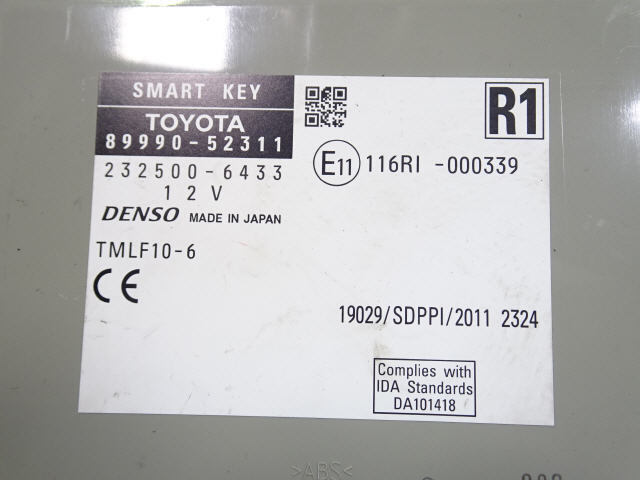 SMART KEY
TOYOTA
89990-52311
R1
232500-6433
E11 116RI -000339
12V
DENSO MADE IN JAPAN
TMLF10-6
CE
19029/SDPPI/2011 2324
Complies with
IDA Standards
DA101418
>ABS<